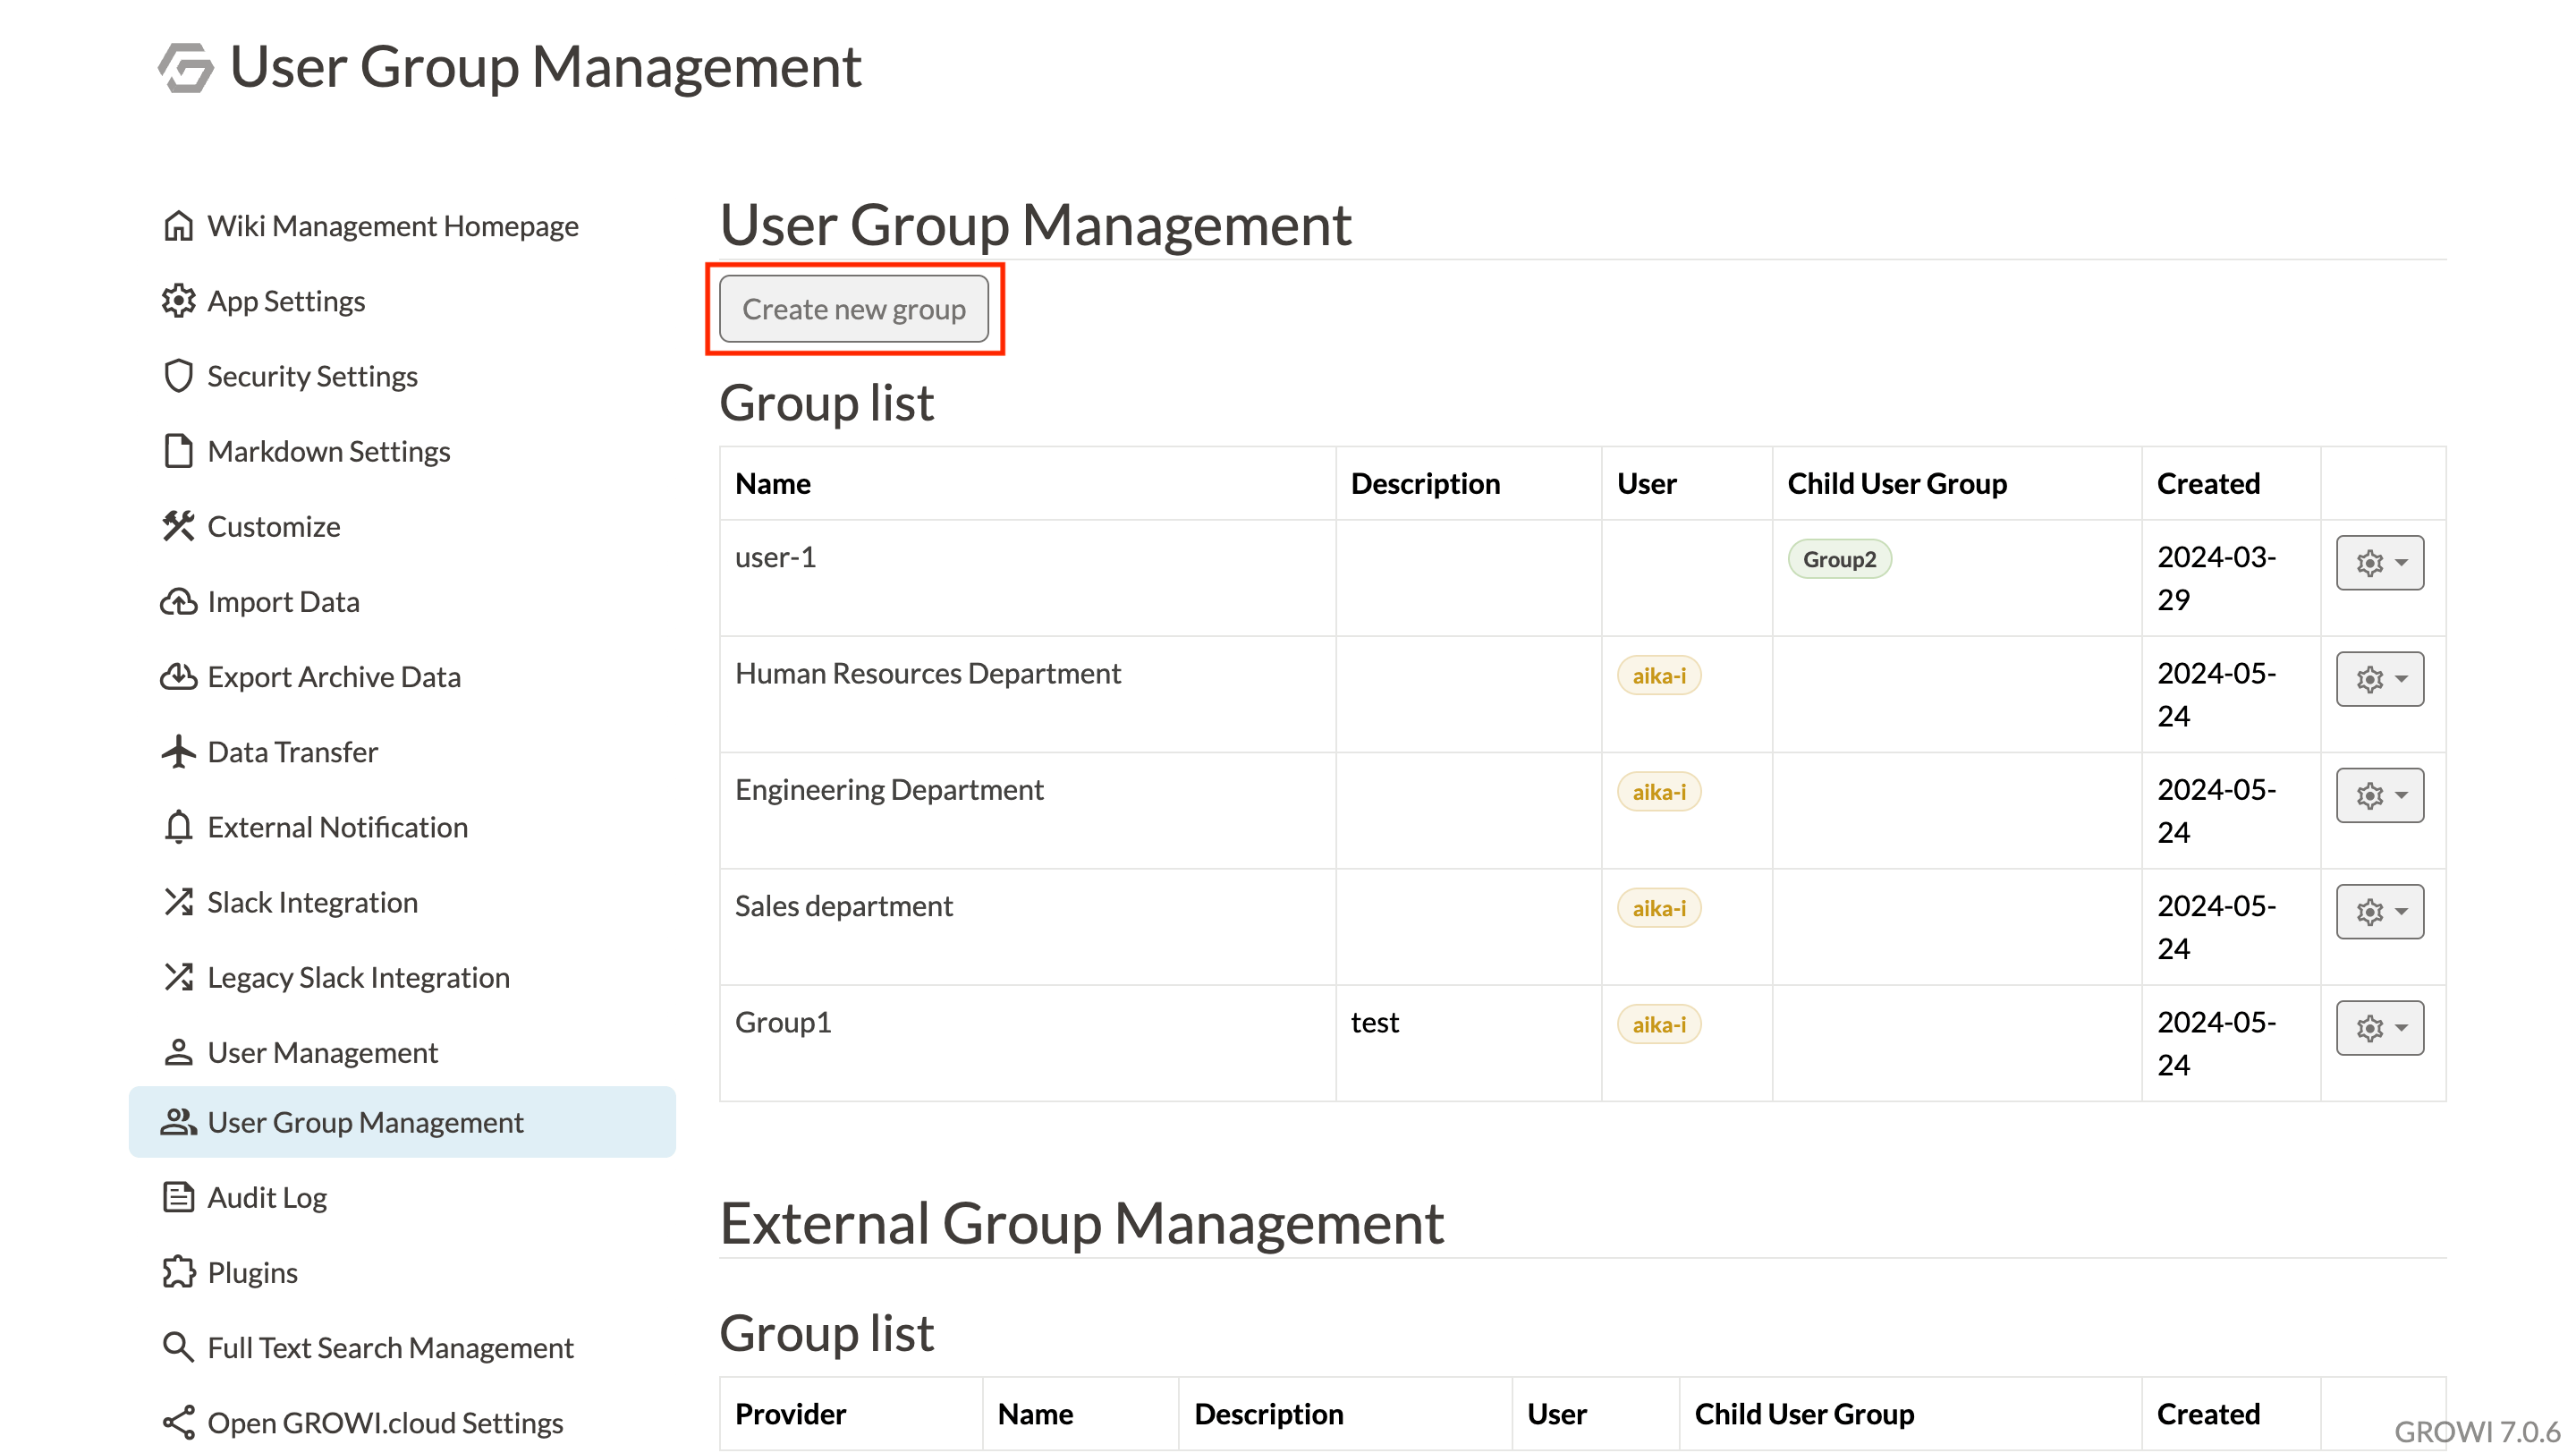 User Group Management
Wiki Management Homepage
App Settings
Security Settings
Markdown Settings
Customize
Import Data
Export Archive Data
Data Transfer
External Notification
Slack Integration
Legacy Slack Integration
User Management
User Group Management
Audit Log
Plugins
Full Text Search Management
Open GROWI.cloud Settings
User Group Management
Create new group
Group list
Name Description User Child User Group Created
user-1 Group2 2024-03-
29
Human Resources Department aika-i 2024-05-
24
Engineering Department aika-i 2024-05-
24
Sales department aika-i 2024-05-
24
Group1 test aika-i 2024-05-
24
External Group Management
Group list
Provider Name Description User Child User Group Created
GROWI 7.0.6